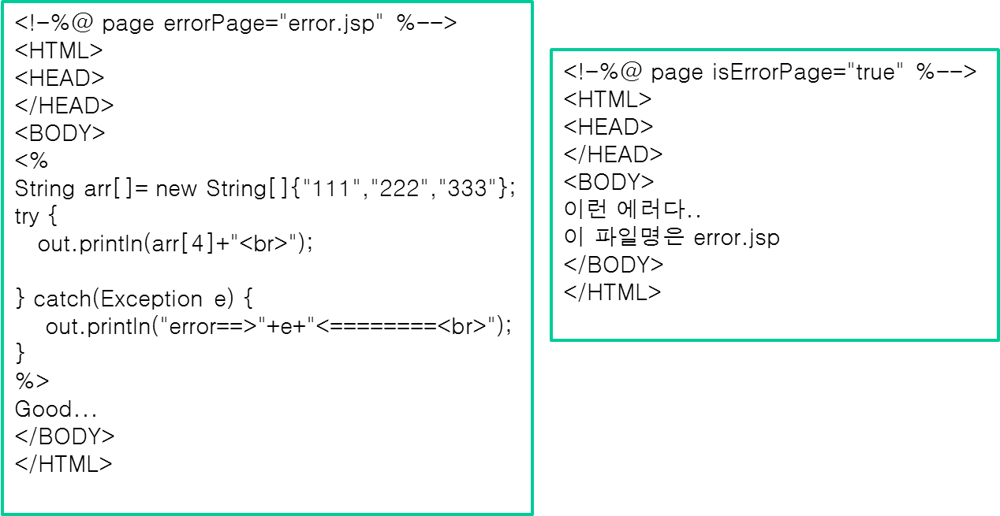 <!-%@ page errorPage="error.jsp" %-->
<HTML>
<HEAD>
</HEAD>
<BODY>
<%
String arr[]= new String[]{"111","222","333"};
try {
out.println(arr[4]+"<br>");
} catch(Exception e) {
out.println("error==>"+e+"<========<br>");
}
%>
Good...
</BODY>
</HTML>
<!-%@ page isErrorPage="true" %-->
<HTML>
<HEAD>
</HEAD>
<BODY>
이런 에러다..
이 파일명은 error.jsp
</BODY>
</HTML>